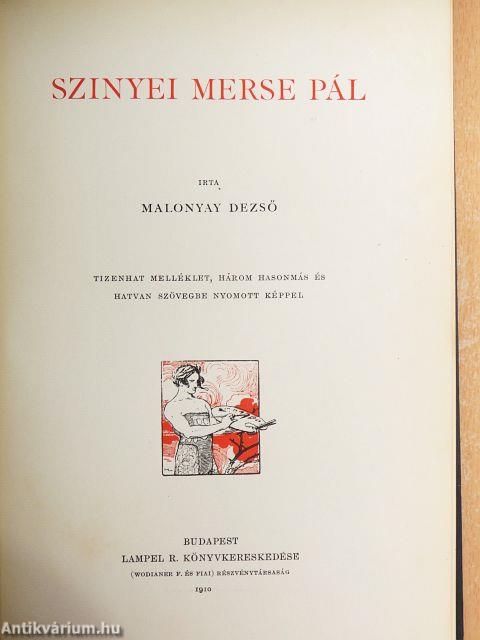 SZINYEI MERSE PÁL
IRTA
MALONYAY DEZSŐ
TIZENHAT MELLÉKLET, HÁROM HASONMÁS ÉS
HATVAN SZÖVEGBE NYOMOTT KÉPPEL
BUDAPEST
LAMPEL R. KÖNYVKERESKEDÉSE
(WODIANER F. ÉS FIAI) RÉSZVÉNYTÁRSASÁG
1910
Antikvárium.hu